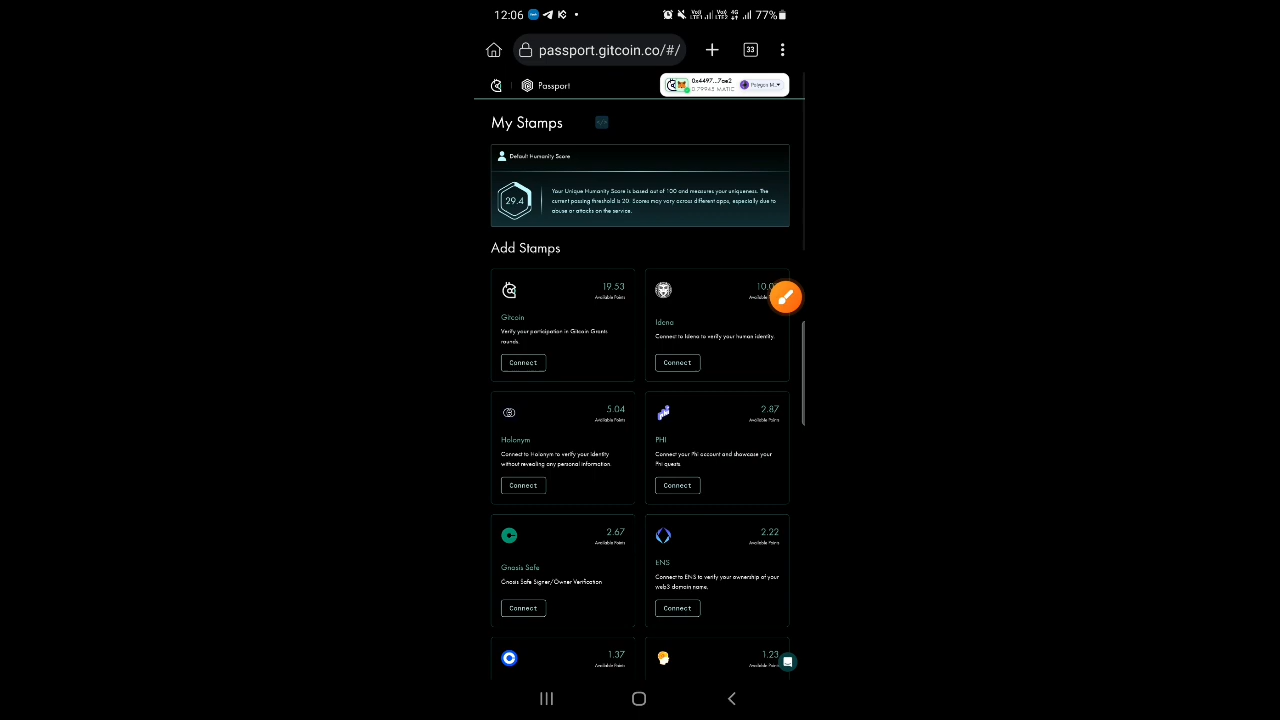 12:06
77%
passport.gitcoin.co/#/
33
Passport
0x4497...7ae2
0.79948 MATIC
Polygon M...
My Stamps
</>
Default Humanity Score
29.4
Your Unique Humanity Score is based out of 100 and measures your uniqueness. The
current passing threshold is 20. Scores may vary across different apps, especially due to
abuse or attacks on the service.
Add Stamps
19.53
Available Points
Gitcoin
Verify your participation in Gitcoin Grants
rounds.
Connect
Available
Idena
Connect to Idena to verify your human identity.
Connect
5.04
Available Points
Holonym
Connect to Holonym to verify your identity
without revealing any personal information.
Connect
2.87
Available Points
PHI
Connect your Phi account and showcase your
Phi quests.
Connect
2.67
Available Points
Gnosis Safe
Gnosis Safe Signer/Owner Verification
Connect
2.22
Available Points
ENS
Connect to ENS to verify your ownership of your
web3 domain name.
Connect
1.37
Available Points
1.23
Available Points